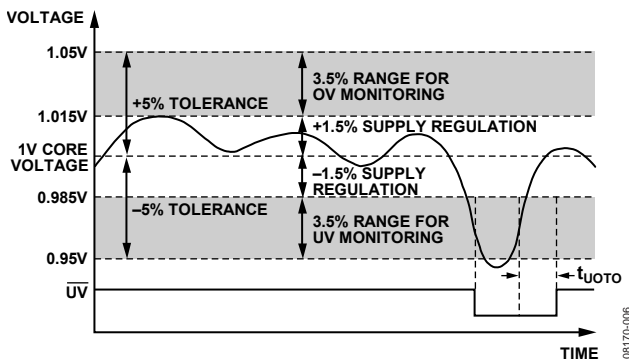 VOLTAGE
1.05V
3.5% RANGE FOR
OV MONITORING
+5% TOLERANCE
1.015V
+1.5% SUPPLY REGULATION
1V CORE
VOLTAGE
–1.5% SUPPLY
REGULATION
0.985V
–5% TOLERANCE
3.5% RANGE FOR
UV MONITORING
0.95V
tUOTO
UV
TIME
08170-006